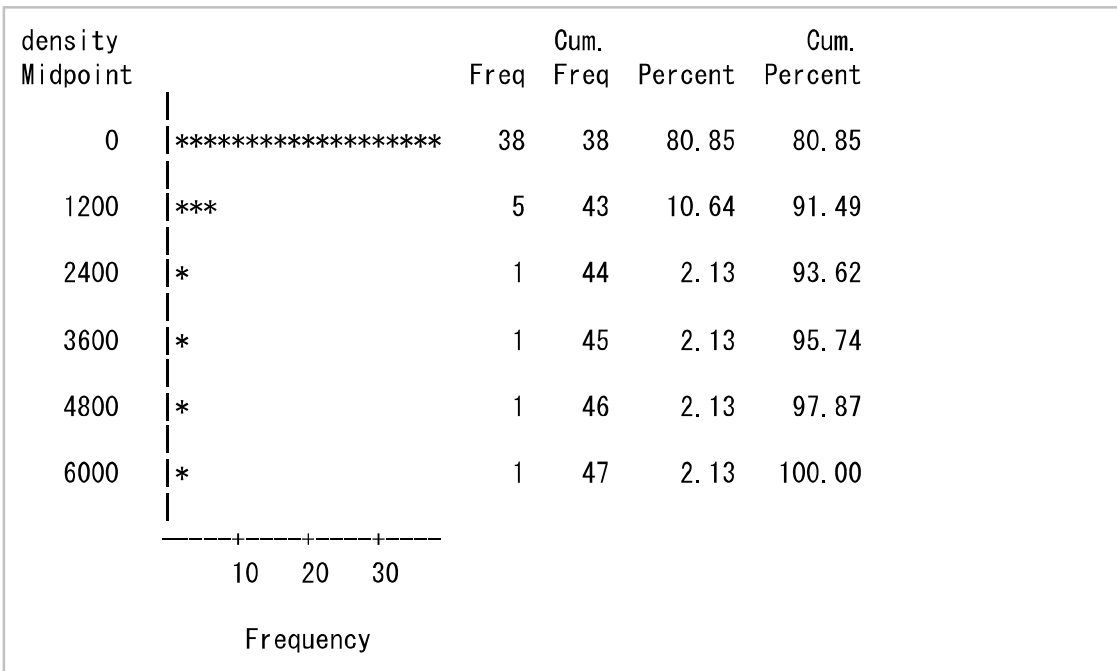 density Cum. Cum.
Midpoint Freq Freq Percent Percent
0 |******************* 38 38 80.85 80.85
1200 |*** 5 43 10.64 91.49
2400 |* 1 44 2.13 93.62
3600 |* 1 45 2.13 95.74
4800 |* 1 46 2.13 97.87
6000 |* 1 47 2.13 100.00
-----+----+----+----
10 20 30
Frequency